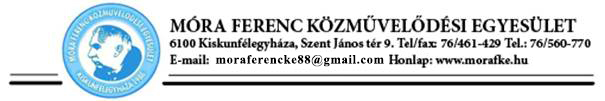 MÓRA FERENC KÖZMŰVELŐDÉSI EGYESÜLET
KISKUNFÉLEGYHÁZA 1988
MÓRA FERENC KÖZMŰVELŐDÉSI EGYESÜLET
6100 Kiskunfélegyháza, Szent János tér 9. Tel/fax: 76/461-429 Tel.: 76/560-770
E-mail: moraferencke88@gmail.com Honlap: www.morafke.hu